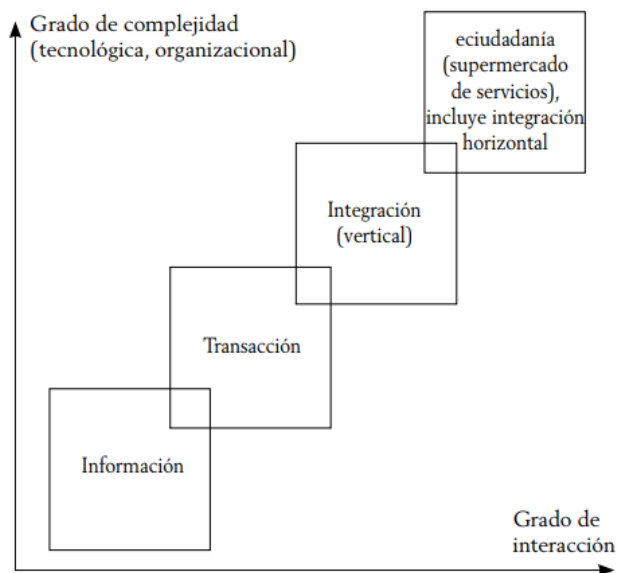 Grado de complejidad
(tecnológica, organizacional)
eciudadanía
(supermercado
de servicios),
incluye integración
horizontal
Integración
(vertical)
Transacción
Información
Grado de
interacción